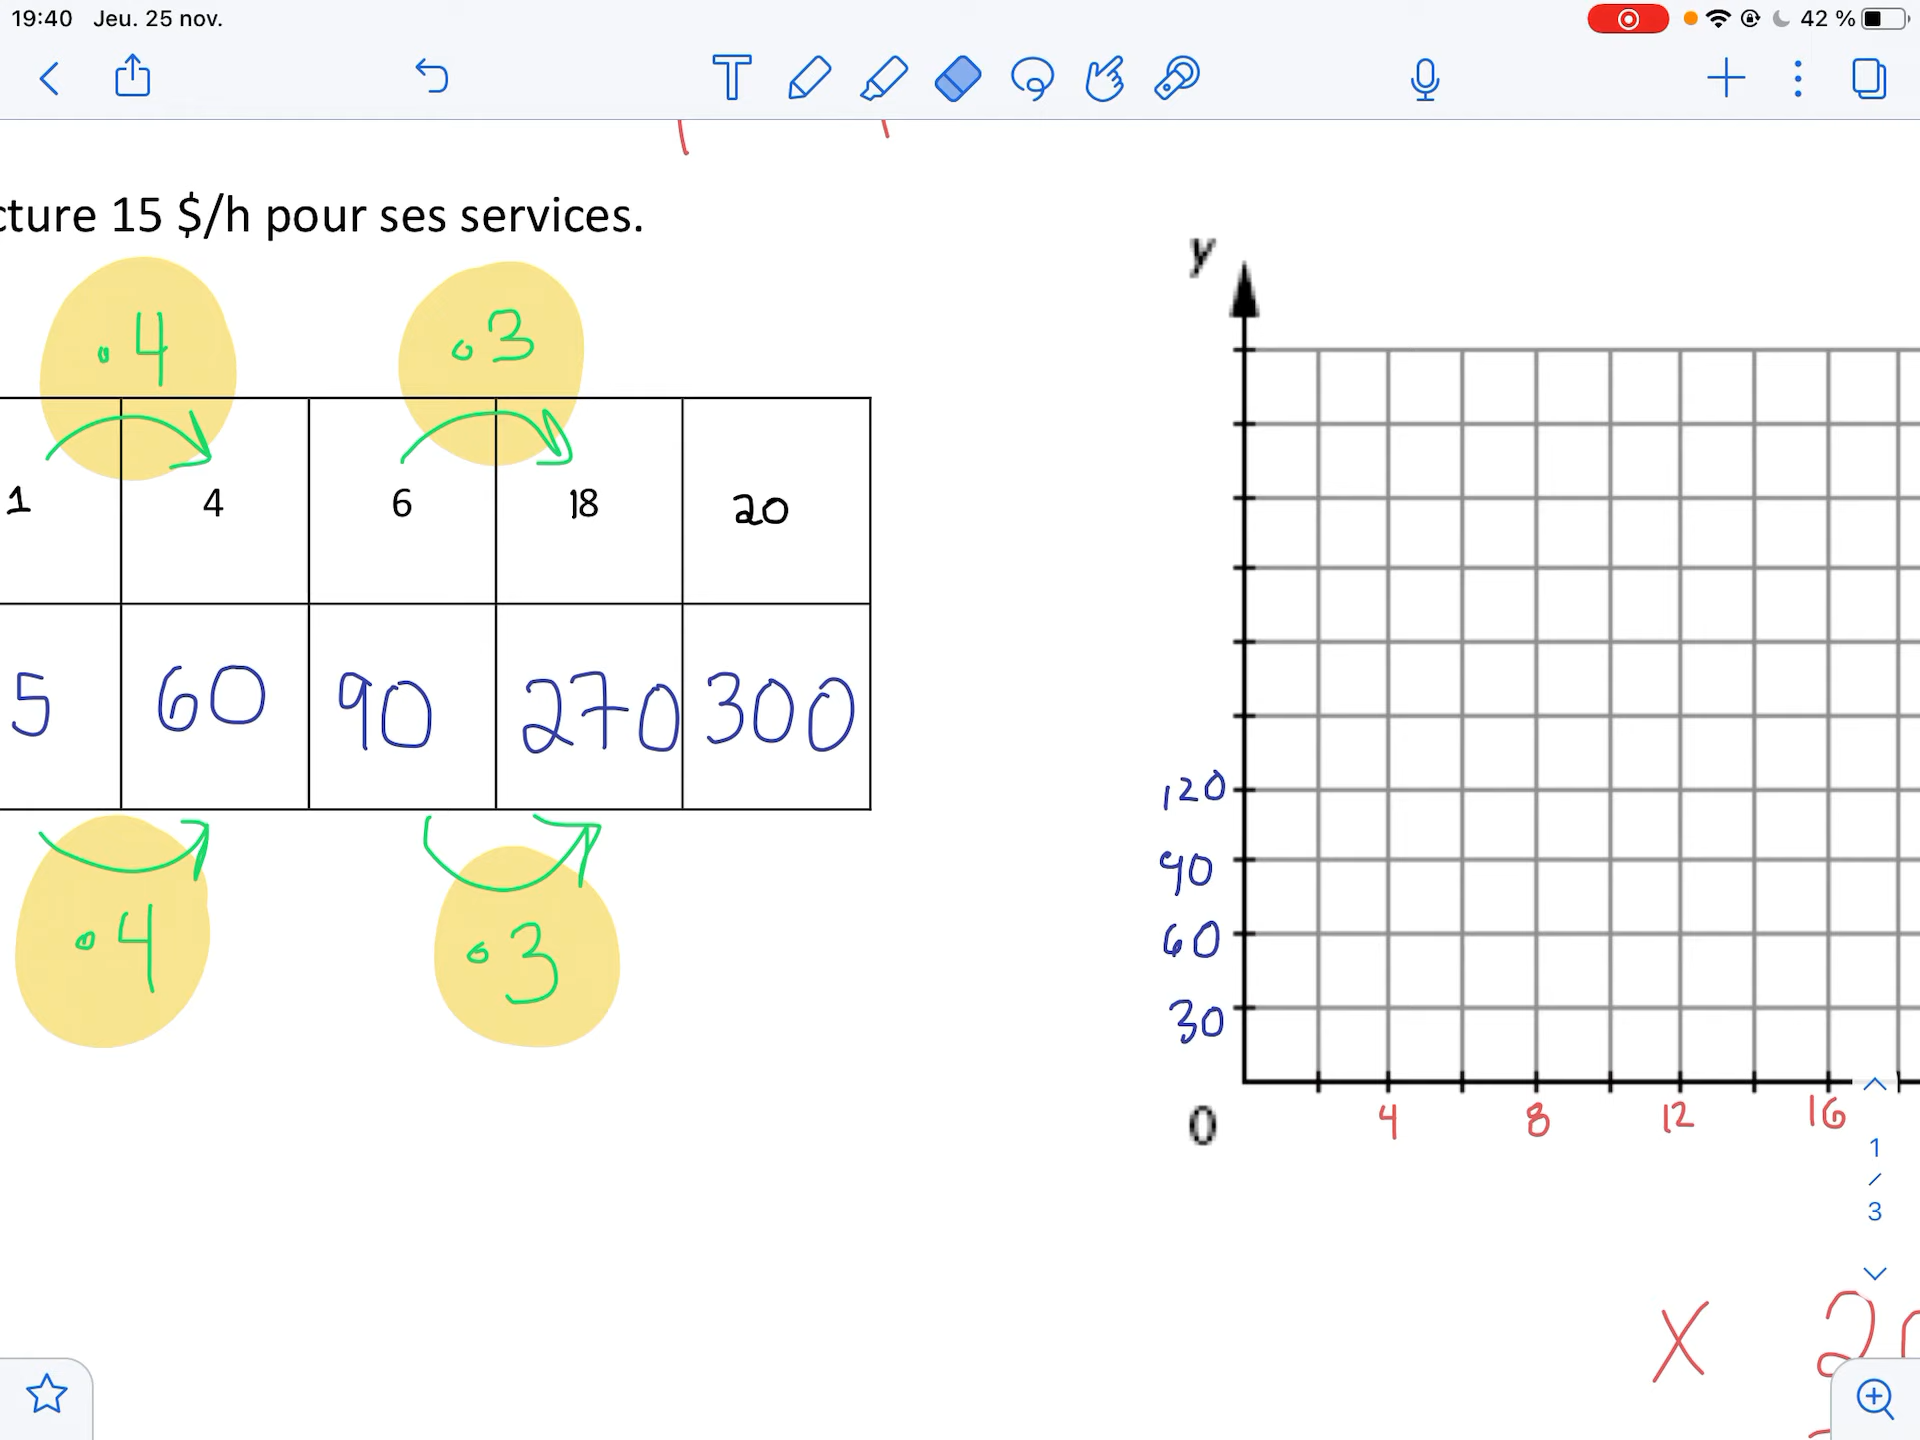 19:40 Jeu. 25 nov. 42 %
cture 15 $/h pour ses services.
. 4 . 3
1 4 6 18 20
5 60 90 270 300
. 4 . 3
y
120
90
60
30
0 4 8 12 16
1
/
3
x 2